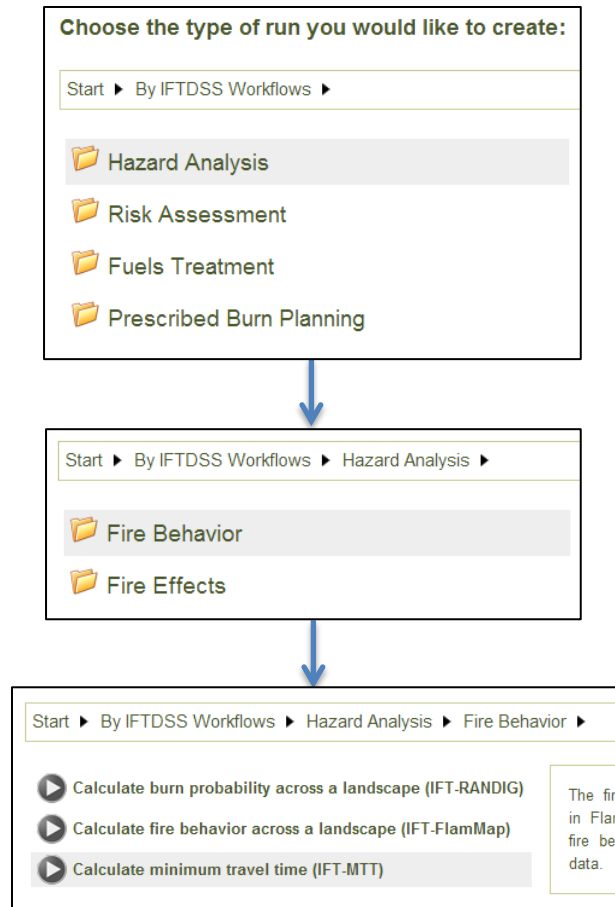 Choose the type of run you would like to create:
Start ▶ By IFTDSS Workflows ▶
Hazard Analysis
Risk Assessment
Fuels Treatment
Prescribed Burn Planning
Start ▶ By IFTDSS Workflows ▶ Hazard Analysis ▶
Fire Behavior
Fire Effects
Start ▶ By IFTDSS Workflows ▶ Hazard Analysis ▶ Fire Behavior ▶
Calculate burn probability across a landscape (IFT-RANDIG)
Calculate fire behavior across a landscape (IFT-FlamMap)
Calculate minimum travel time (IFT-MTT)
The
in
fire
data.